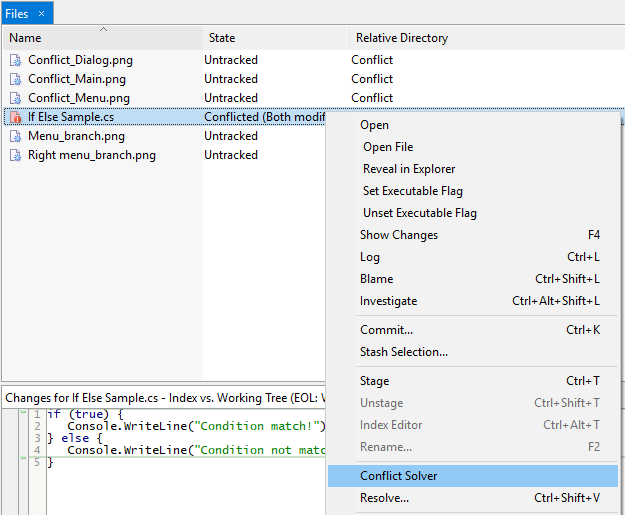 Files ×
Name State Relative Directory
Conflict_Dialog.png Untracked Conflict
Conflict_Main.png Untracked Conflict
Conflict_Menu.png Untracked Conflict
If Else Sample.cs Conflicted (Both modif
Menu_branch.png Untracked
Right menu_branch.png Untracked
Open
Open File
Reveal in Explorer
Set Executable Flag
Unset Executable Flag
Show Changes F4
Log Ctrl+L
Blame Ctrl+Shift+L
Investigate Ctrl+Alt+Shift+L
Commit... Ctrl+K
Stash Selection...
Stage Ctrl+T
Unstage Ctrl+Shift+T
Index Editor Ctrl+Alt+T
Rename... F2
Conflict Solver
Resolve... Ctrl+Shift+V
Changes for If Else Sample.cs - Index vs. Working Tree (EOL: W
1 if (true) {
2 Console.WriteLine("Condition match!")
3 } else {
4 Console.WriteLine("Condition not matc
5 }